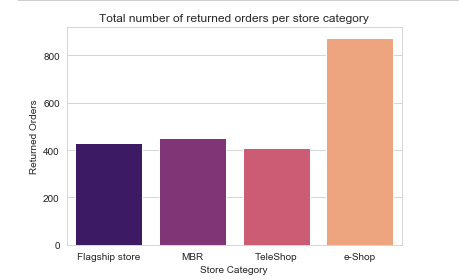 Total number of returned orders per store category
Returned Orders
800
600
400
200
0
Flagship store
MBR
TeleShop
e-Shop
Store Category